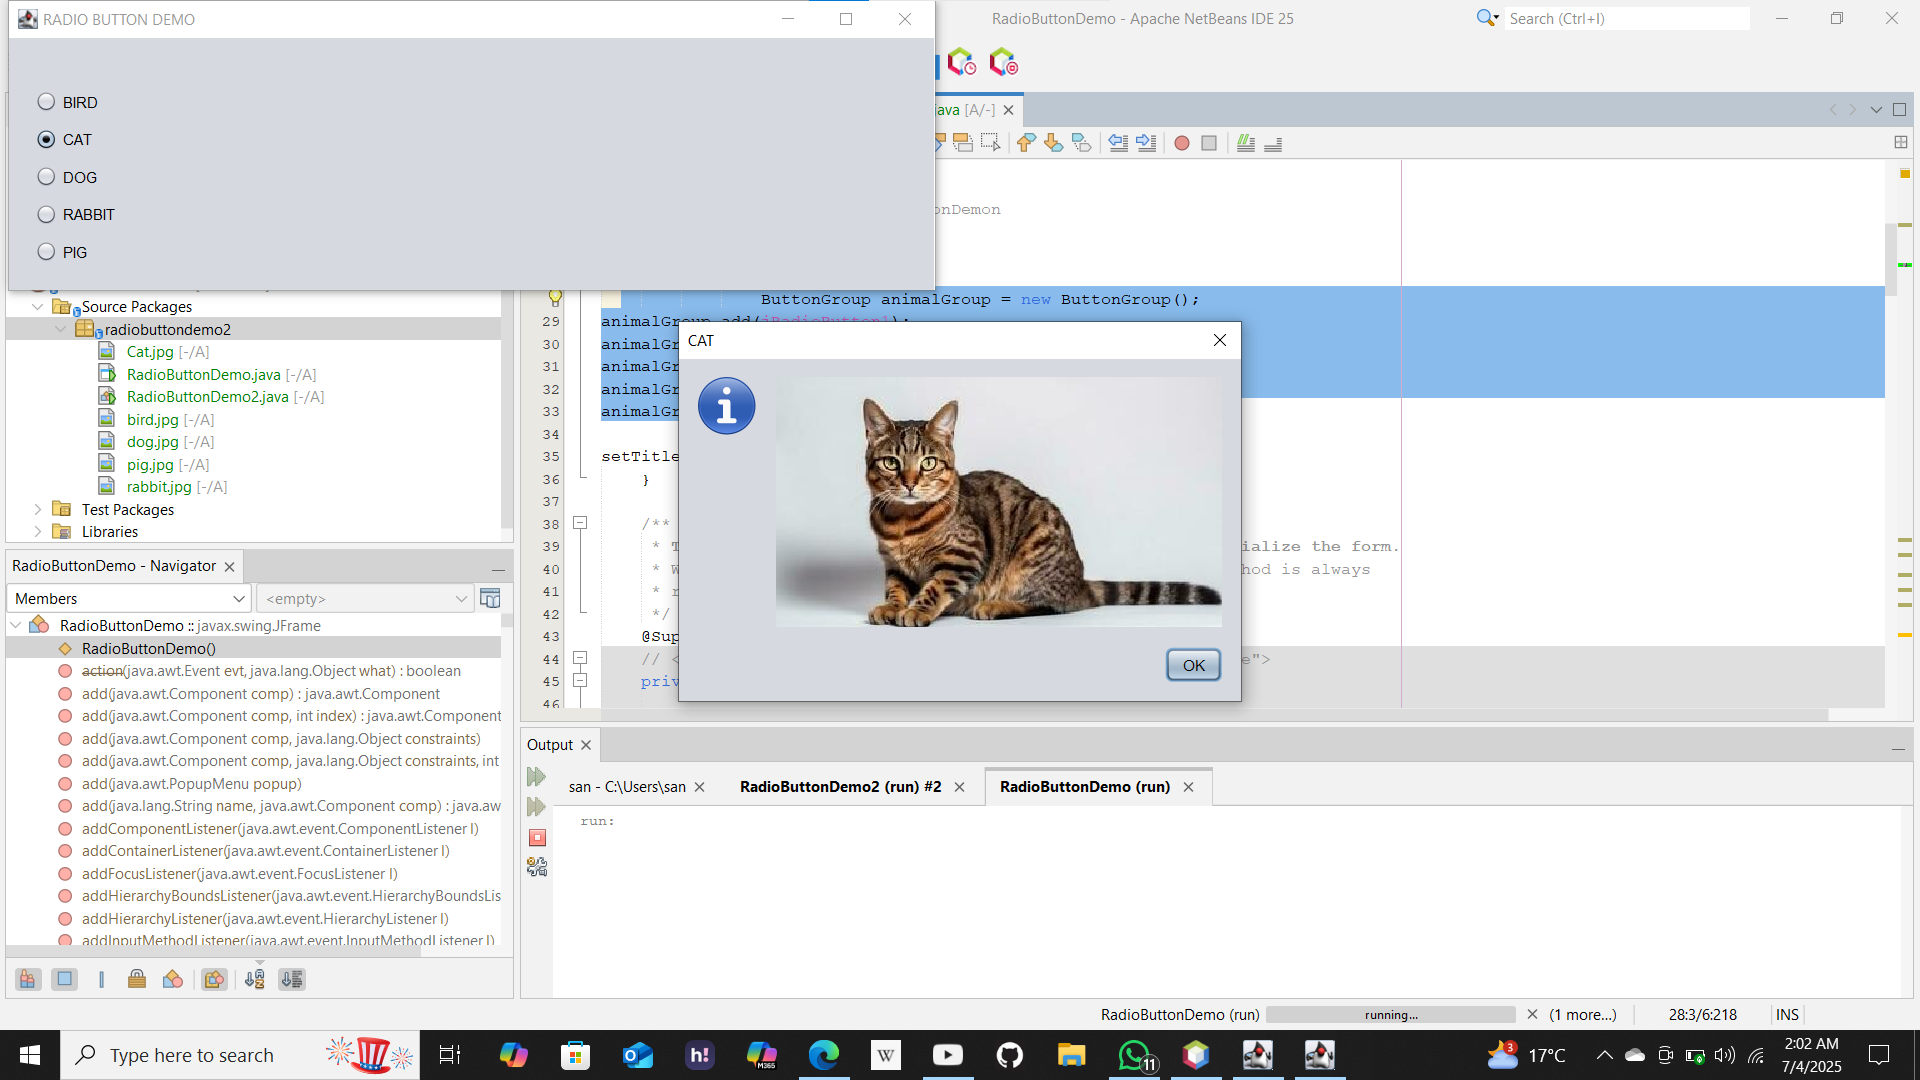 RADIO BUTTON DEMO
RadioButtonDemo - Apache NetBeans IDE 25
Search (Ctrl+I)
BIRD
CAT
DOG
RABBIT
PIG
ava [A/-]
onDemon
Source Packages
radiobuttondemo2
Cat.jpg [-/A]
RadioButtonDemo.java [-/A]
RadioButtonDemo2.java [-/A]
bird.jpg [-/A]
dog.jpg [-/A]
pig.jpg [-/A]
rabbit.jpg [-/A]
Test Packages
Libraries
ButtonGroup animalGroup = new ButtonGroup();
29 animalGroup.add(jRadioButton1);
30 animalGr
31 animalGr
32 animalGr
33 animalGr
34
35 setTitle
36 }
37
38 /**
39 * T ialize the form.
40 * W hod is always
41 * r
42 */
43 @Sup
44 // < e">
45 priv
46
CAT
OK
RadioButtonDemo - Navigator
Members
<empty>
RadioButtonDemo :: javax.swing.JFrame
RadioButtonDemo()
action(java.awt.Event evt, java.lang.Object what) : boolean
add(java.awt.Component comp) : java.awt.Component
add(java.awt.Component comp, int index) : java.awt.Component
add(java.awt.Component comp, java.lang.Object constraints)
add(java.awt.Component comp, java.lang.Object constraints, int
add(java.awt.PopupMenu popup)
add(java.lang.String name, java.awt.Component comp) : java.aw
addComponentListener(java.awt.event.ComponentListener l)
addContainerListener(java.awt.event.ContainerListener l)
addFocusListener(java.awt.event.FocusListener l)
addHierarchyBoundsListener(java.awt.event.HierarchyBoundsLis
addHierarchyListener(java.awt.event.HierarchyListener l)
addInputMethodListener(java.awt.event.InputMethodListener l)
Output
san - C:\Users\san
RadioButtonDemo2 (run) #2
RadioButtonDemo (run)
run:
RadioButtonDemo (run)
running...
(1 more...)
28:3/6:218
INS
Type here to search
h!
M365
W
11
3
17°C
2:02 AM
7/4/2025